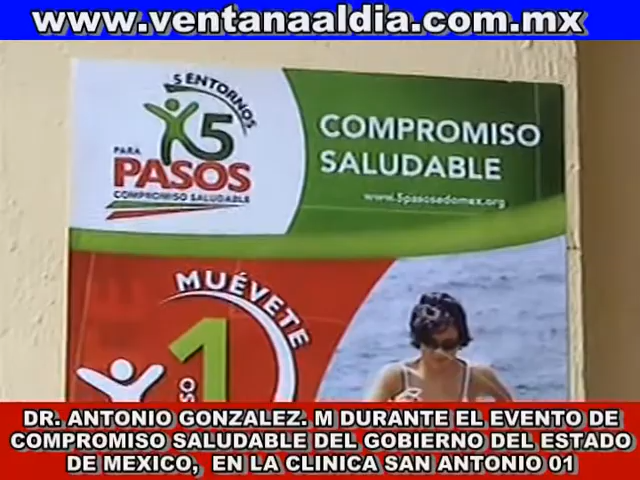 www.ventanaaldia.com.mx
5 ENTORNOS
5
PARA
PASOS
COMPROMISO SALUDABLE
COMPROMISO
SALUDABLE
www.5pasosedomex.org
MUÉVETE
1
DR. ANTONIO GONZALEZ. M DURANTE EL EVENTO DE
COMPROMISO SALUDABLE DEL GOBIERNO DEL ESTADO
DE MEXICO, EN LA CLINICA SAN ANTONIO 01